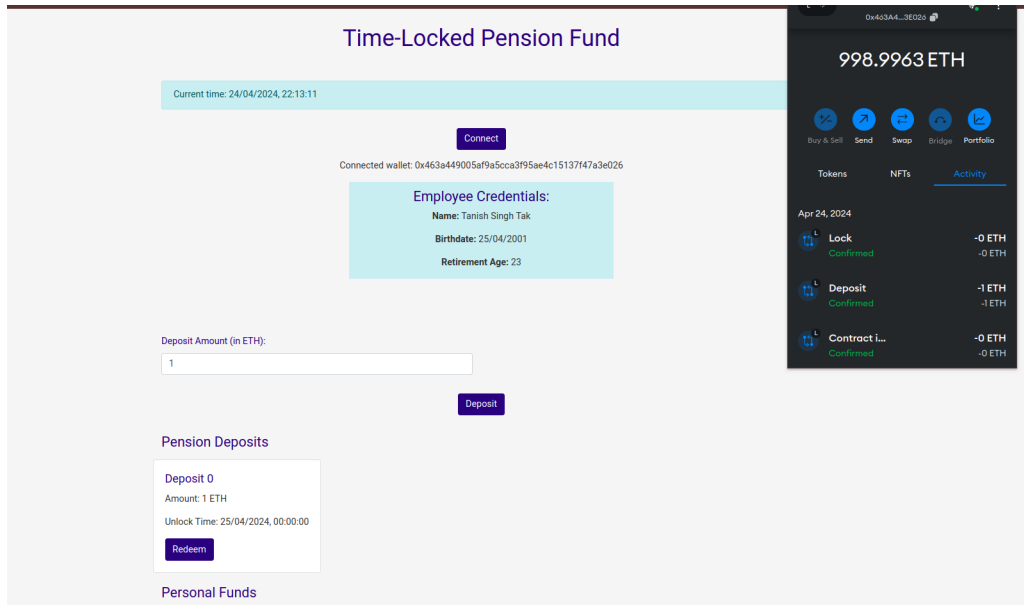 Time-Locked Pension Fund
Current time: 24/04/2024, 22:13:11
Connect
Connected wallet: 0x463a449005af9a5cca3f95ae4c15137f47a3e026
Employee Credentials:
Name: Tanish Singh Tak
Birthdate: 25/04/2001
Retirement Age: 23
Deposit Amount (in ETH):
1
Deposit
Pension Deposits
Deposit 0
Amount: 1 ETH
Unlock Time: 25/04/2024, 00:00:00
Redeem
Personal Funds
0x463A4...3E026
998.9963 ETH
Buy & Sell Send Swap Bridge Portfolio
Tokens NFTs Activity
Apr 24, 2024
L
Lock -0 ETH
Confirmed -0 ETH
L
Deposit -1 ETH
Confirmed -1 ETH
L
Contract i... -0 ETH
Confirmed -0 ETH